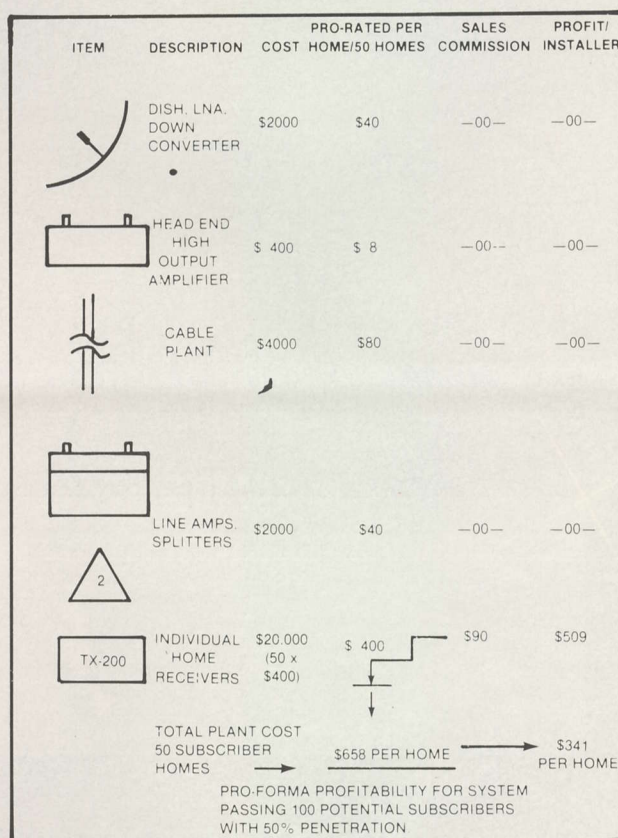 ITEM DESCRIPTION COST PRO-RATED PER HOME/50 HOMES SALES COMMISSION PROFIT/ INSTALLER
DISH, LNA,
DOWN
CONVERTER
$2000 $40 —00— —00—
HEAD END
HIGH
OUTPUT
AMPLIFIER
$ 400 $ 8 —00-- —00—
CABLE
PLANT
$4000 $80 —00— —00—
LINE AMPS.
SPLITTERS
$2000 $40 —00— —00—
2
TX-200
INDIVIDUAL
HOME
RECEIVERS
$20.000
(50 x
$400)
$ 400 $90 $509
TOTAL PLANT COST
50 SUBSCRIBER
HOMES
$658 PER HOME
$341
PER HOME
PRO-FORMA PROFITABILITY FOR SYSTEM
PASSING 100 POTENTIAL SUBSCRIBERS
WITH 50% PENETRATION